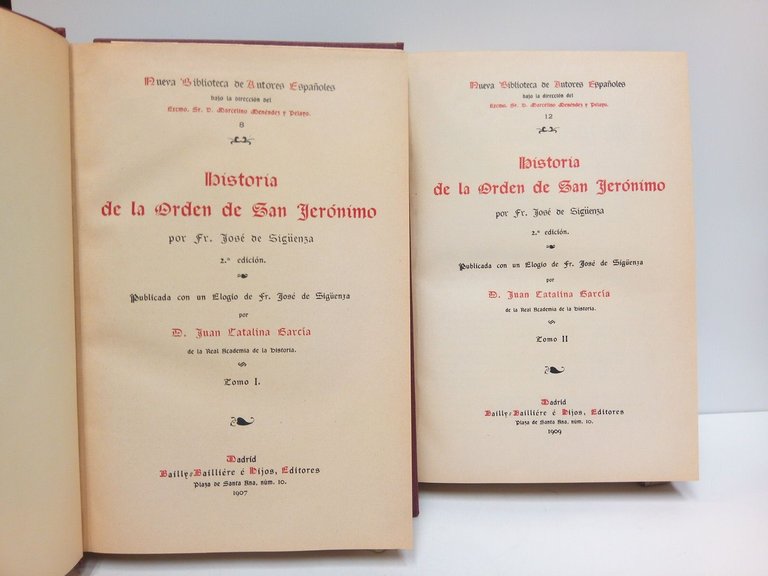 Nueva Biblioteca de Autores Españoles
bajo la dirección del
Excmo. Sr. D. Marcelino Menéndez y Pelayo.
8
Historia
de la Orden de San Jerónimo
por Fr. José de Sigüenza
2.ª edición.
Publicada con un Elogio de Fr. José de Sigüenza
por
D. Juan Catalina García
de la Real Academia de la Historia.
Tomo I.
Madrid
Bailly-Bailliére é Hijos, Editores
Plaza de Santa Ana, núm. 10.
1907
Nueva Biblioteca de Autores Españoles
bajo la dirección del
Excmo. Sr. D. Marcelino Menéndez y Pelayo.
12
Historia
de la Orden de San Jerónimo
por Fr. José de Sigüenza
2.ª edición.
Publicada con un Elogio de Fr. José de Sigüenza
por
D. Juan Catalina García
de la Real Academia de la Historia.
Tomo II
Madrid
Bailly-Bailliére é Hijos, Editores
Plaza de Santa Ana, núm. 10.
1909